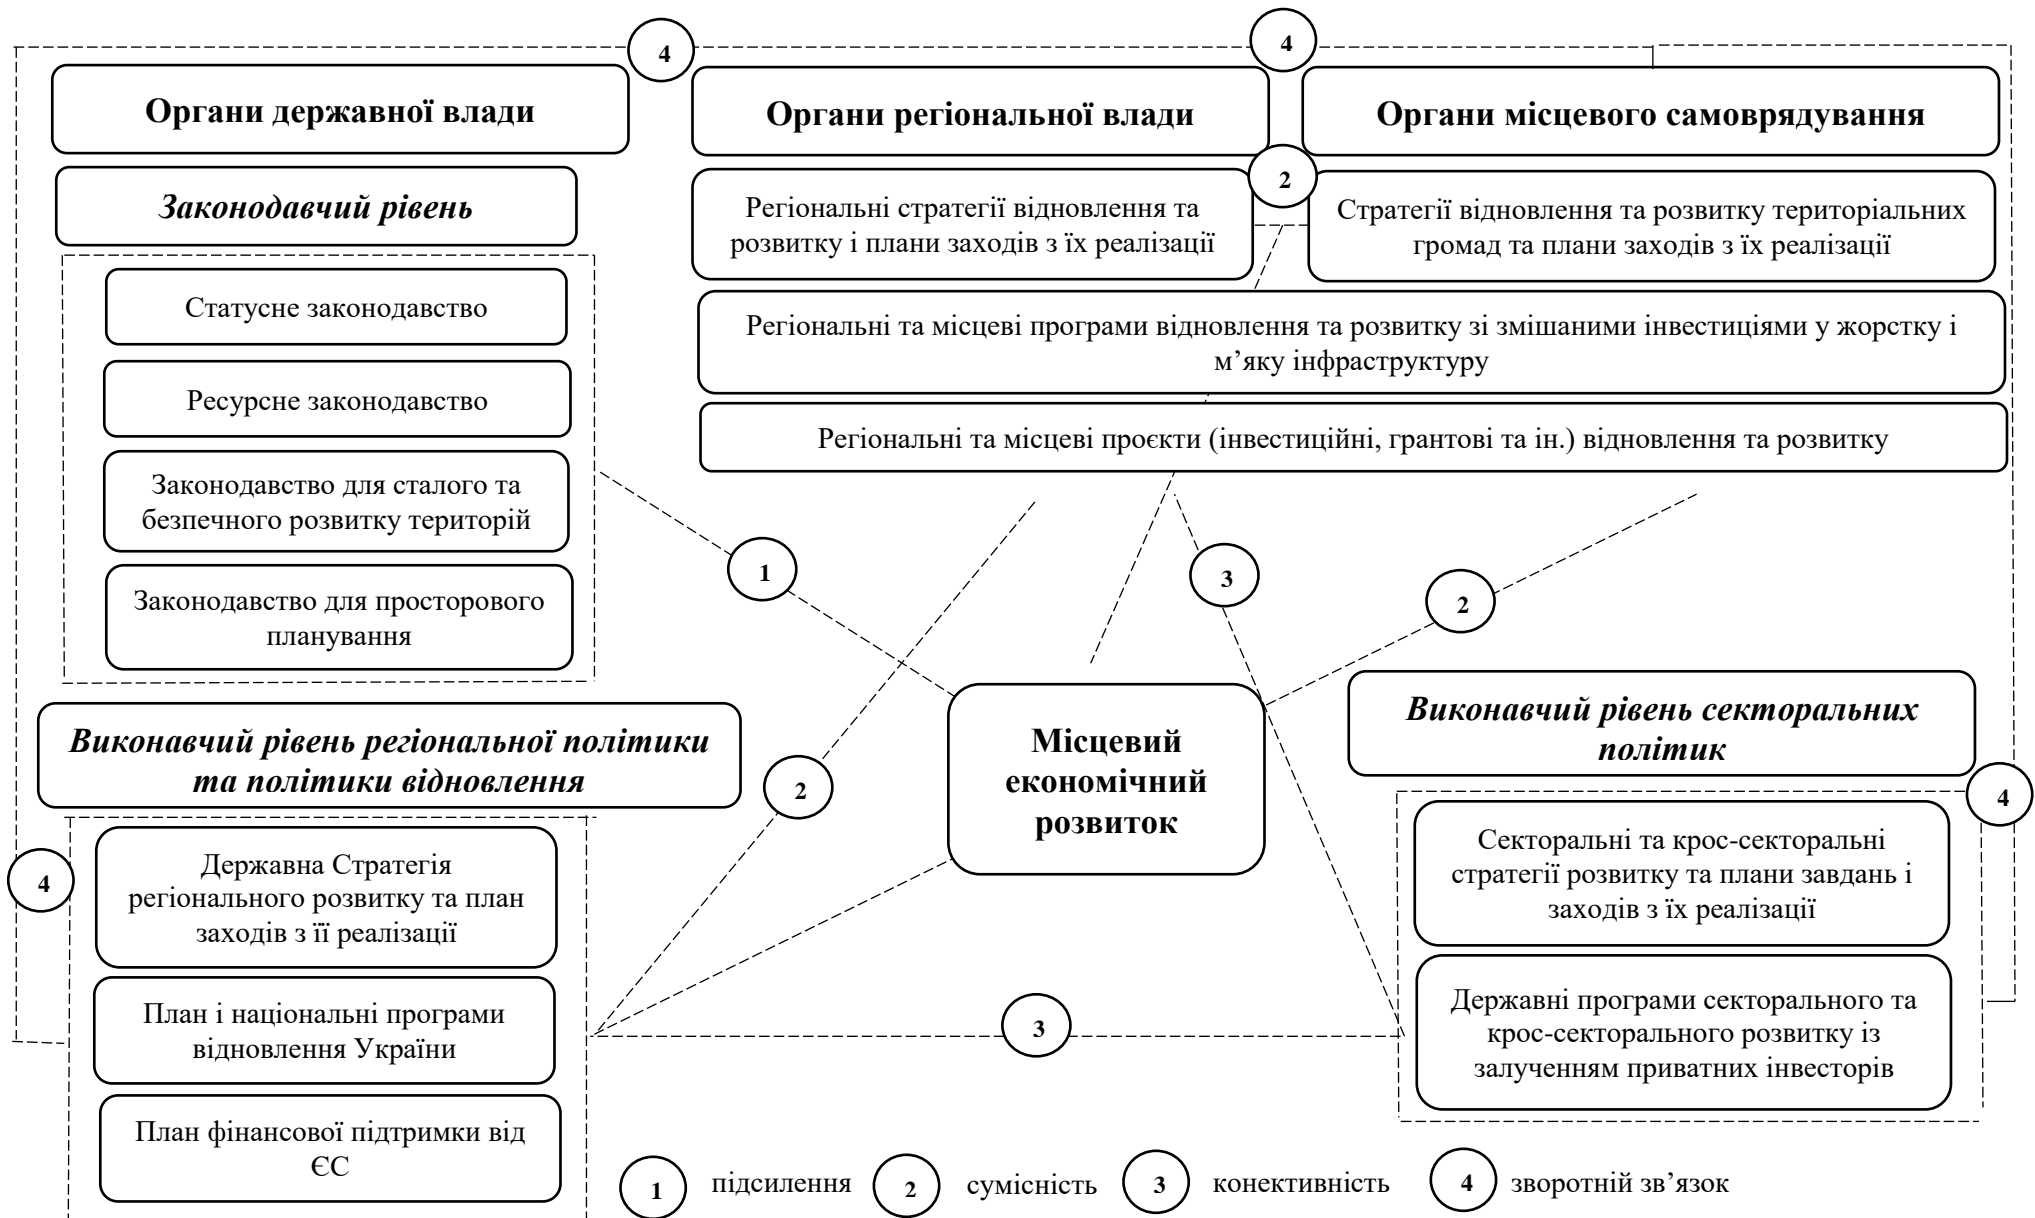 4
4
Органи державної влади
Органи регіональної влади
Органи місцевого самоврядування
Законодавчий рівень
2
Регіональні стратегії відновлення та
розвитку і плани заходів з їх реалізації
Стратегії відновлення та розвитку територіальних
громад та плани заходів з їх реалізації
Статусне законодавство
Регіональні та місцеві програми відновлення та розвитку зі змішаними інвестиціями у жорстку і
м’яку інфраструктуру
Ресурсне законодавство
Регіональні та місцеві проєкти (інвестиційні, грантові та ін.) відновлення та розвитку
Законодавство для сталого та
безпечного розвитку територій
1
3
2
Законодавство для просторового
планування
Виконавчий рівень регіональної політики
та політики відновлення
Місцевий
економічний
розвиток
Виконавчий рівень секторальних
політик
2
4
4
Державна Стратегія
регіонального розвитку та план
заходів з її реалізації
Секторальні та крос-секторальні
стратегії розвитку та плани завдань і
заходів з їх реалізації
План і національні програми
відновлення України
3
Державні програми секторального та
крос-секторального розвитку із
залученням приватних інвесторів
План фінансової підтримки від
ЄС
1 підсилення 2 сумісність 3 конективність 4 зворотній зв’язок